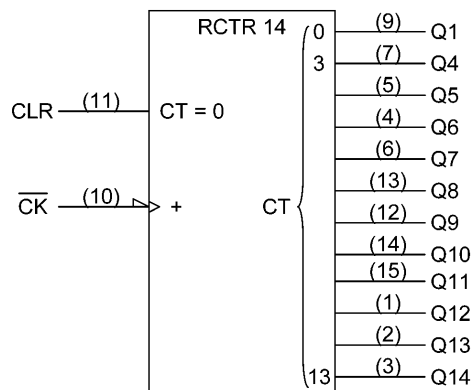 RCTR 14
0 (9) Q1
3 (7) Q4
(5) Q5
CLR (11) CT = 0
(4) Q6
(6) Q7
(13) Q8
CK (10) + CT
(12) Q9
(14) Q10
(15) Q11
(1) Q12
(2) Q13
13 (3) Q14